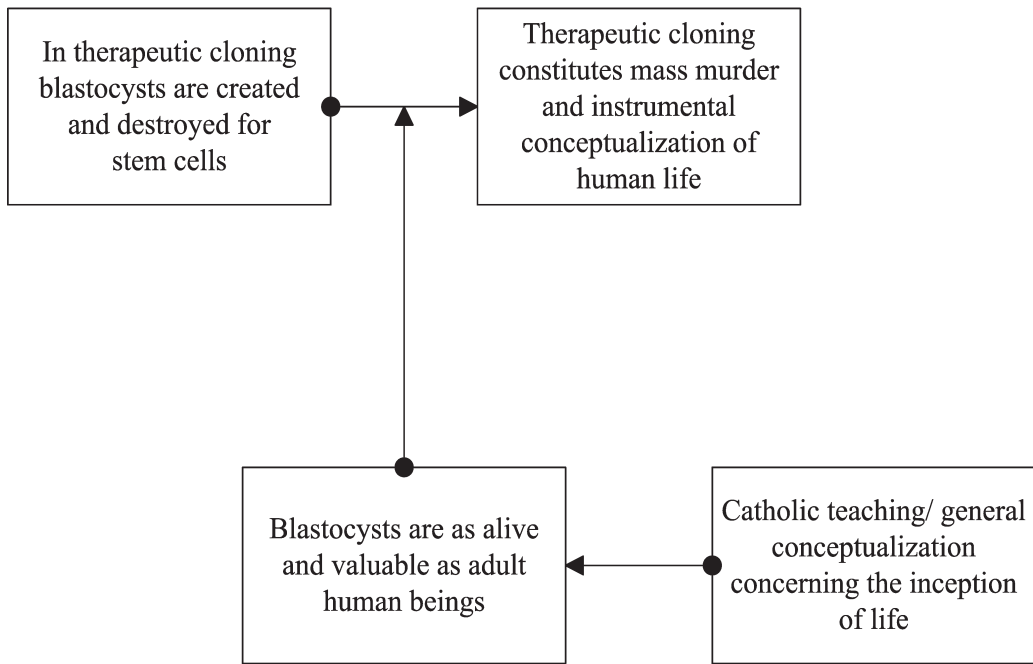 In therapeutic cloning
blastocysts are created
and destroyed for
stem cells
Therapeutic cloning
constitutes mass murder
and instrumental
conceptualization of
human life
Blastocysts are as alive
and valuable as adult
human beings
Catholic teaching/ general
conceptualization
concerning the inception
of life